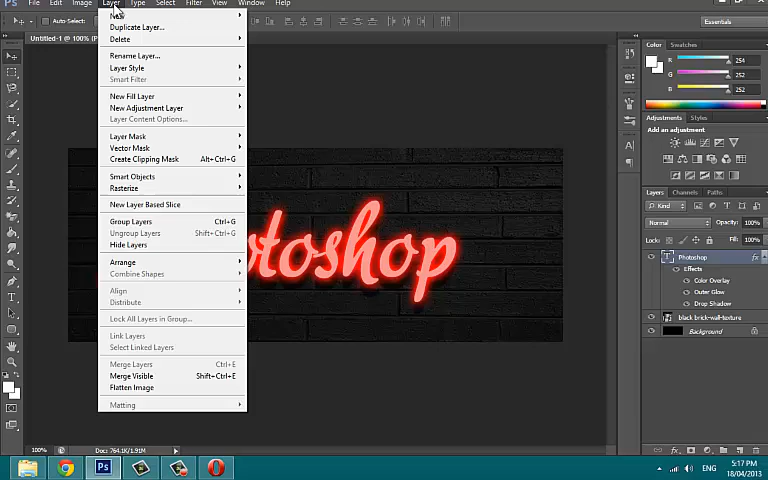 Ps File Edit Image Layer Type Select Filter View Window Help
Auto-Select: Essentials
Untitled-1 @ 100% (P
New
Duplicate Layer...
Delete
Rename Layer...
Layer Style
Smart Filter
New Fill Layer
New Adjustment Layer
Layer Content Options...
Layer Mask
Vector Mask
Create Clipping Mask Alt+Ctrl+G
Smart Objects
Rasterize
New Layer Based Slice
Group Layers Ctrl+G
Ungroup Layers Shift+Ctrl+G
Hide Layers
Arrange
Combine Shapes
Align
Distribute
Lock All Layers in Group...
Link Layers
Select Linked Layers
Merge Layers Ctrl+E
Merge Visible Shift+Ctrl+E
Flatten Image
Matting
otoshop
Color Swatches
R 254
G 252
B 252
Adjustments Styles
Add an adjustment
Layers Channels Paths
Kind
Normal Opacity: 100%
Lock: Fill: 100%
T Photoshop fx
Effects
Color Overlay
Outer Glow
Drop Shadow
black brick-wall-texture
Background
100% Doc: 764.1K/1.91M
Ps ENG 5:17 PM
18/04/2013